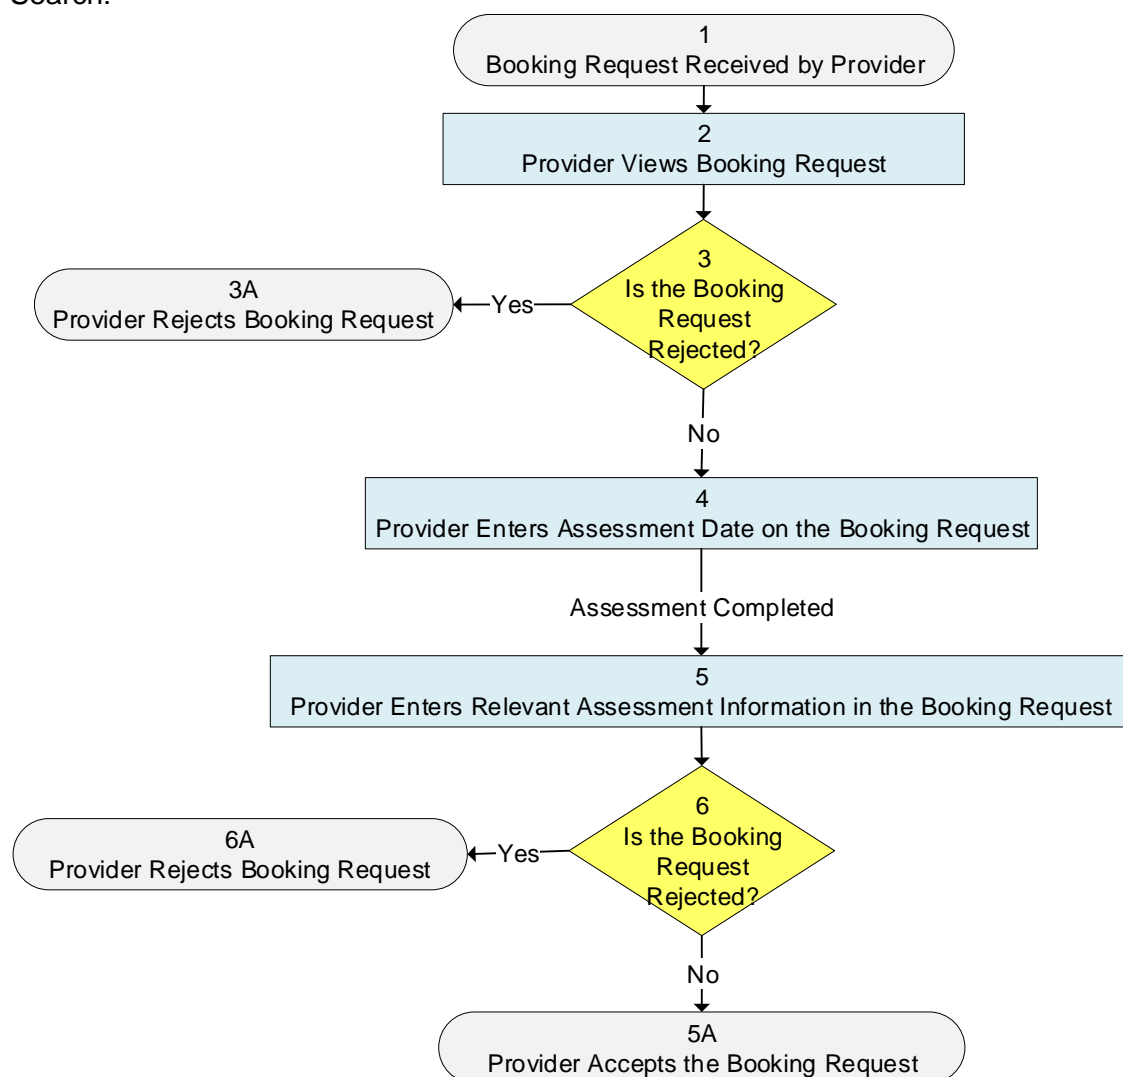 Search.
1
Booking Request Received by Provider
2
Provider Views Booking Request
3
Is the Booking
Request
Rejected?
Yes
3A
Provider Rejects Booking Request
No
4
Provider Enters Assessment Date on the Booking Request
Assessment Completed
5
Provider Enters Relevant Assessment Information in the Booking Request
6
Is the Booking
Request
Rejected?
Yes
6A
Provider Rejects Booking Request
No
5A
Provider Accepts the Booking Request